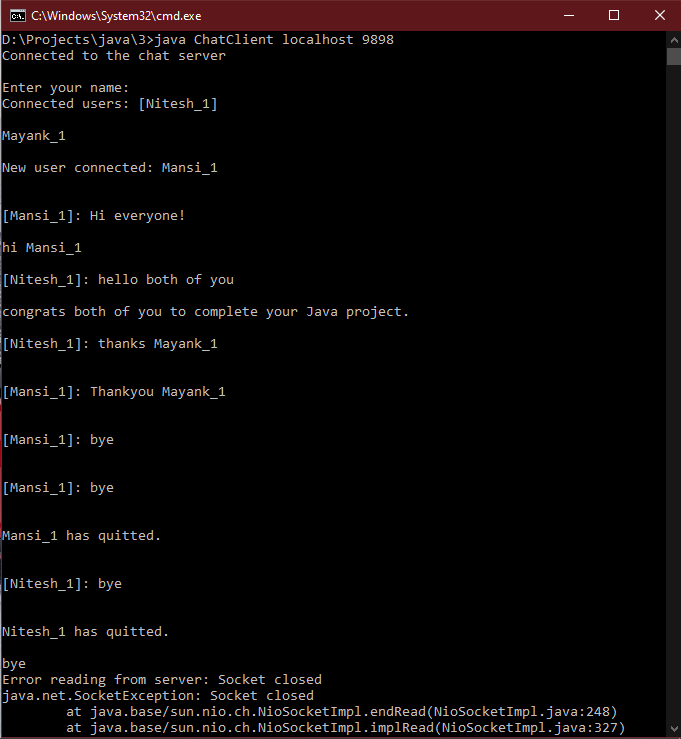 C:\Windows\System32\cmd.exe
D:\Projects\java\3>java ChatClient localhost 9898
Connected to the chat server
Enter your name:
Connected users: [Nitesh_1]
Mayank_1
New user connected: Mansi_1
[Mansi_1]: Hi everyone!
hi Mansi_1
[Nitesh_1]: hello both of you
congrats both of you to complete your Java project.
[Nitesh_1]: thanks Mayank_1
[Mansi_1]: Thankyou Mayank_1
[Mansi_1]: bye
[Mansi_1]: bye
Mansi_1 has quitted.
[Nitesh_1]: bye
Nitesh_1 has quitted.
bye
Error reading from server: Socket closed
java.net.SocketException: Socket closed
        at java.base/sun.nio.ch.NioSocketImpl.endRead(NioSocketImpl.java:248)
        at java.base/sun.nio.ch.NioSocketImpl.implRead(NioSocketImpl.java:327)